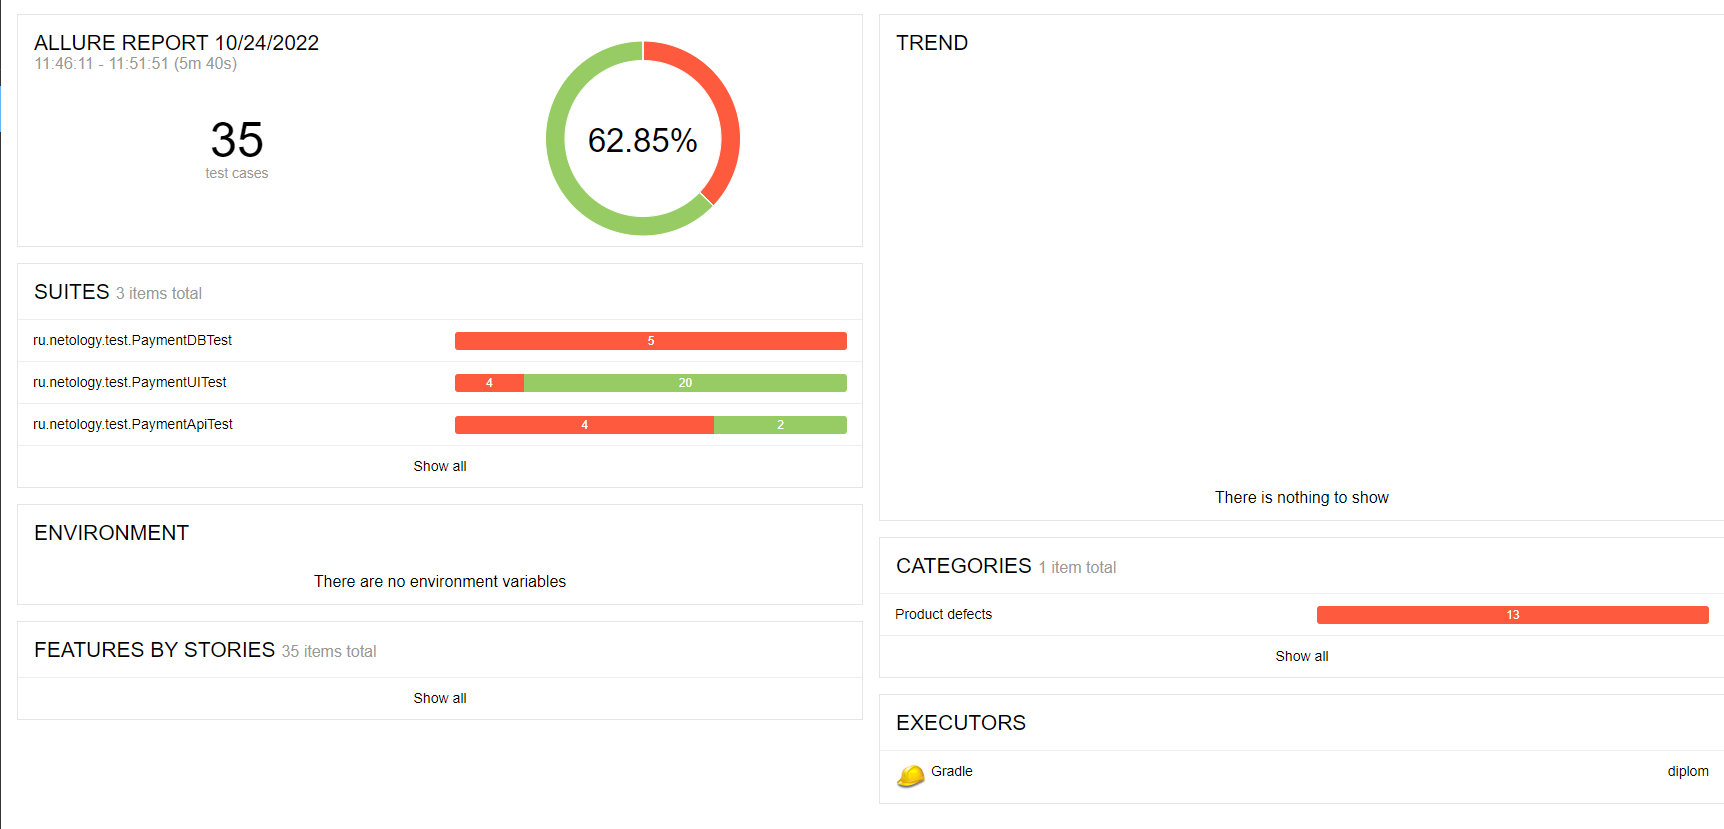 ALLURE REPORT 10/24/2022
11:46:11 - 11:51:51 (5m 40s)
35
test cases
62.85%
SUITES 3 items total
ru.netology.test.PaymentDBTest 5
ru.netology.test.PaymentUITest 4 20
ru.netology.test.PaymentApiTest 4 2
Show all
ENVIRONMENT
There are no environment variables
FEATURES BY STORIES 35 items total
Show all
TREND
There is nothing to show
CATEGORIES 1 item total
Product defects 13
Show all
EXECUTORS
Gradle diplom